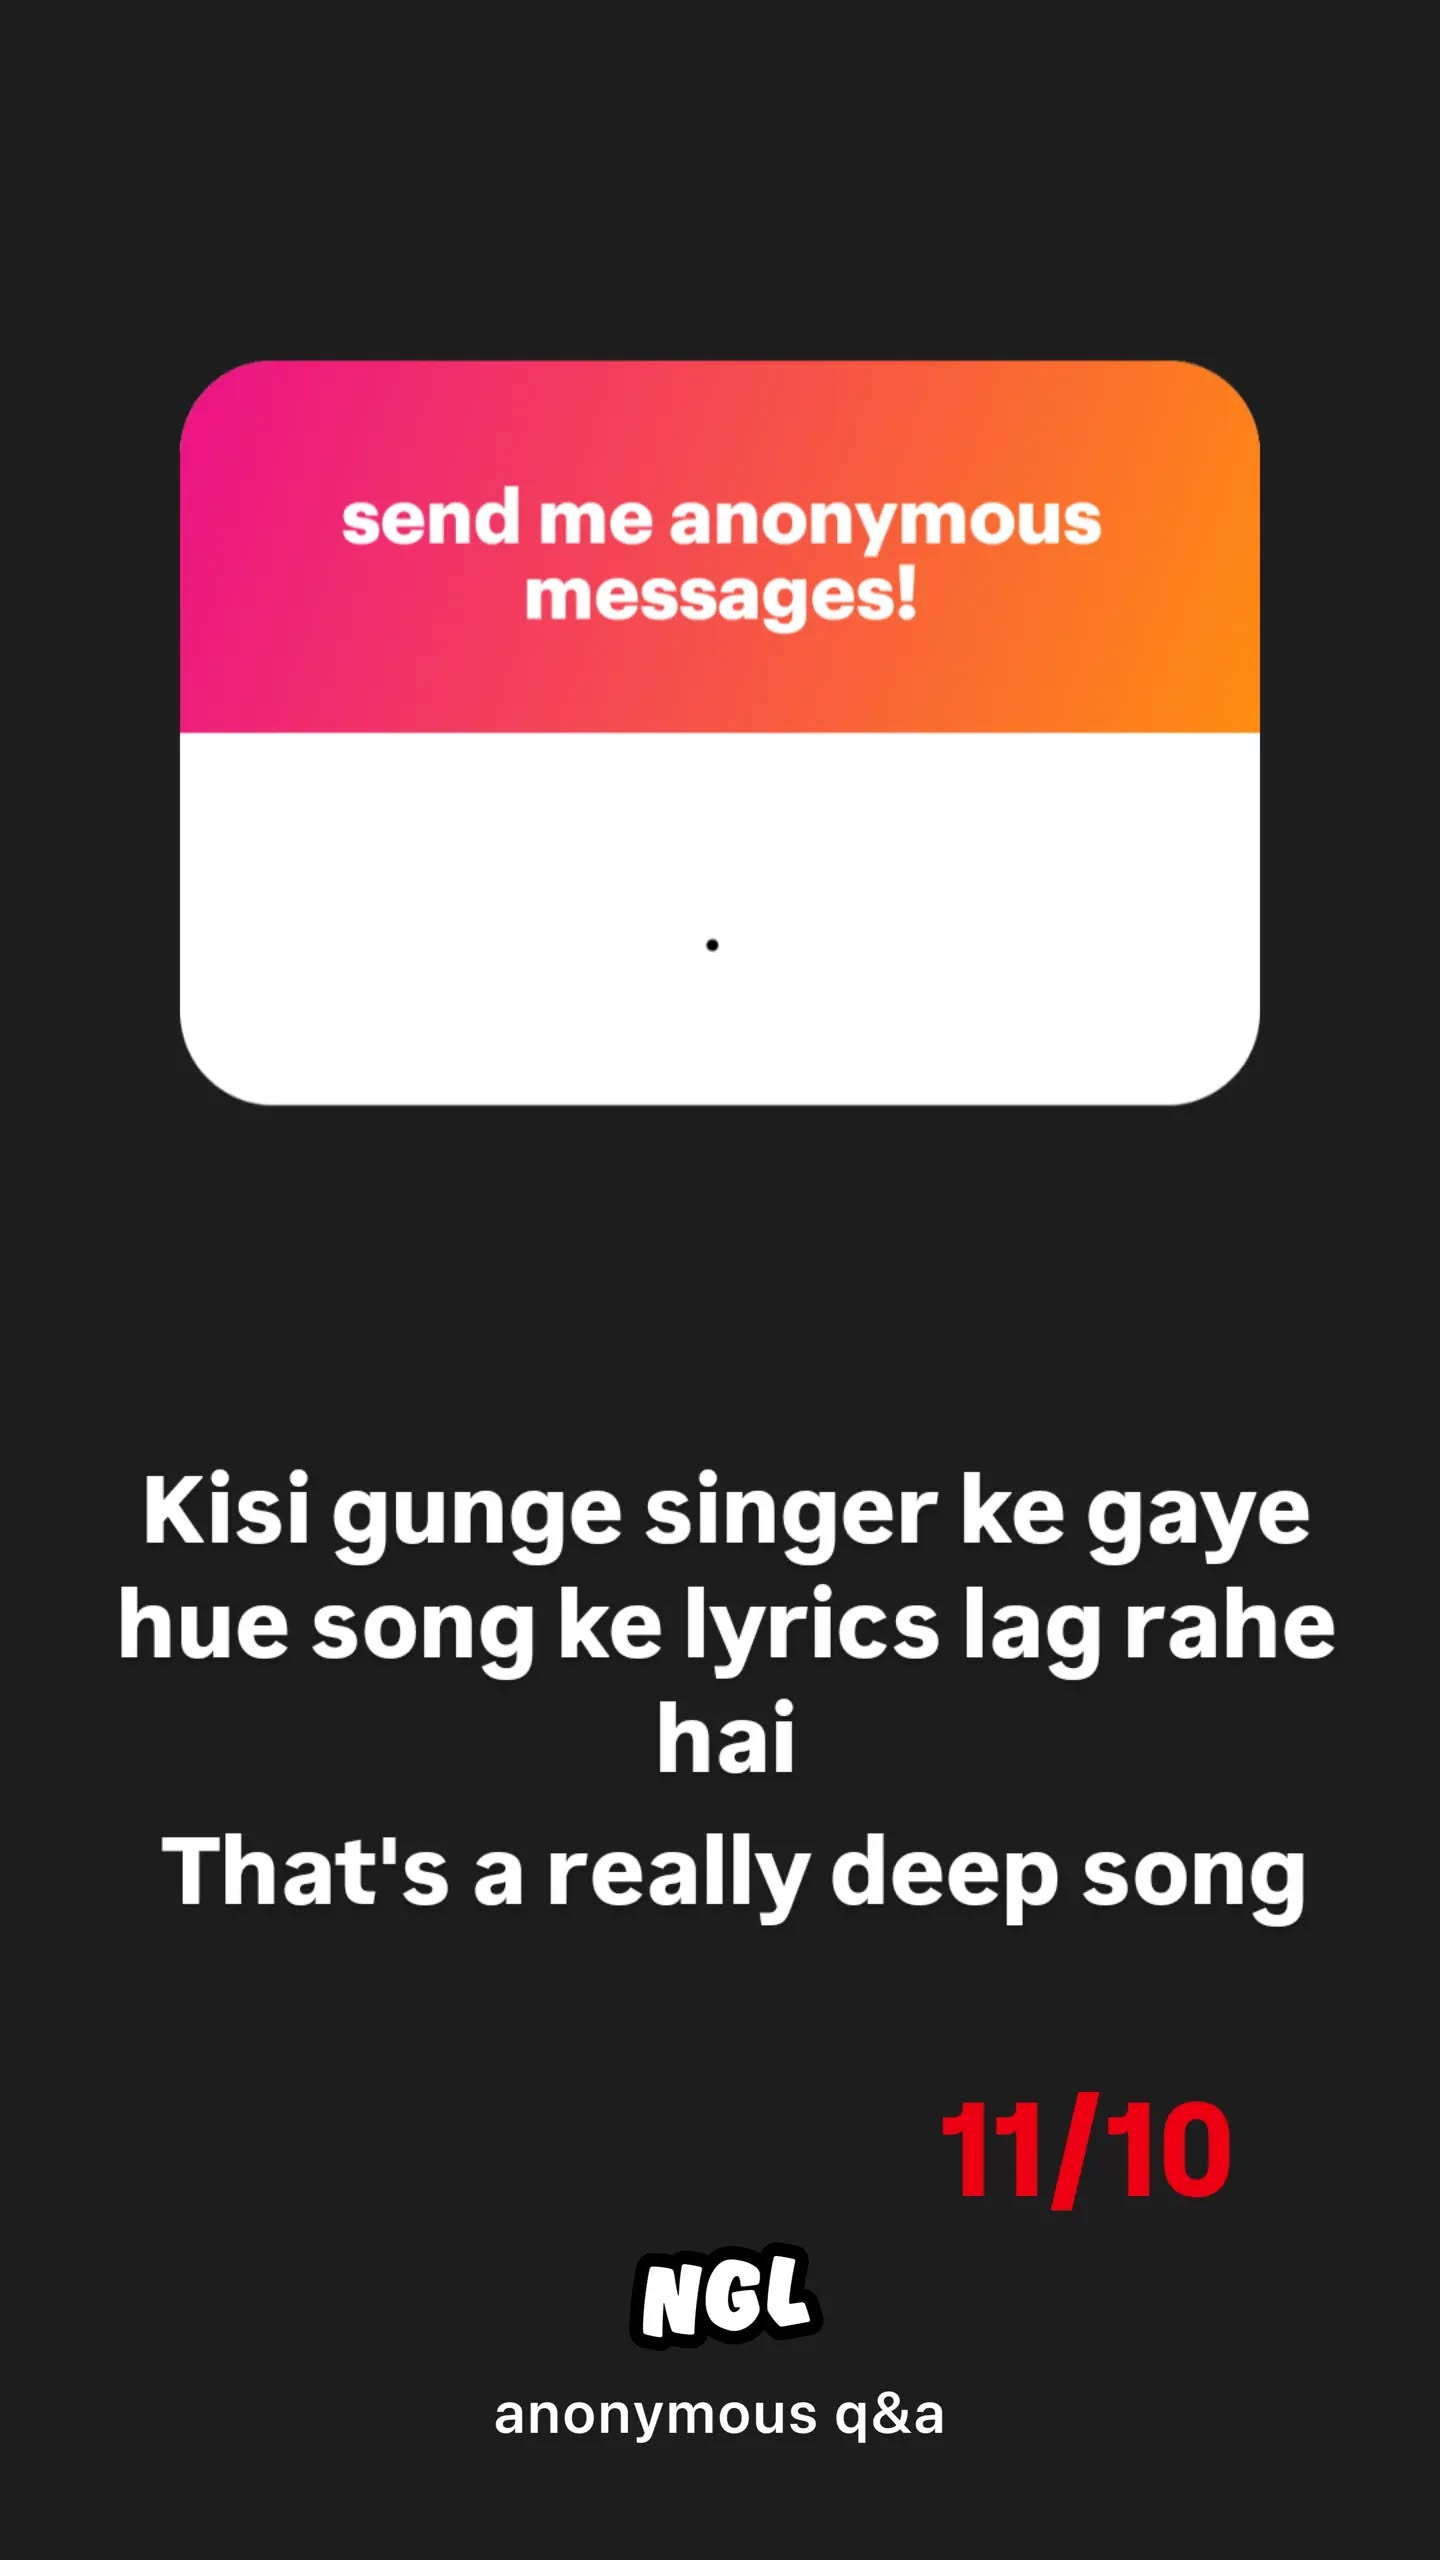 send me anonymous
messages!
.
Kisi gunge singer ke gaye
hue song ke lyrics lag rahe
hai
That's a really deep song
11/10
NGL
anonymous q&a